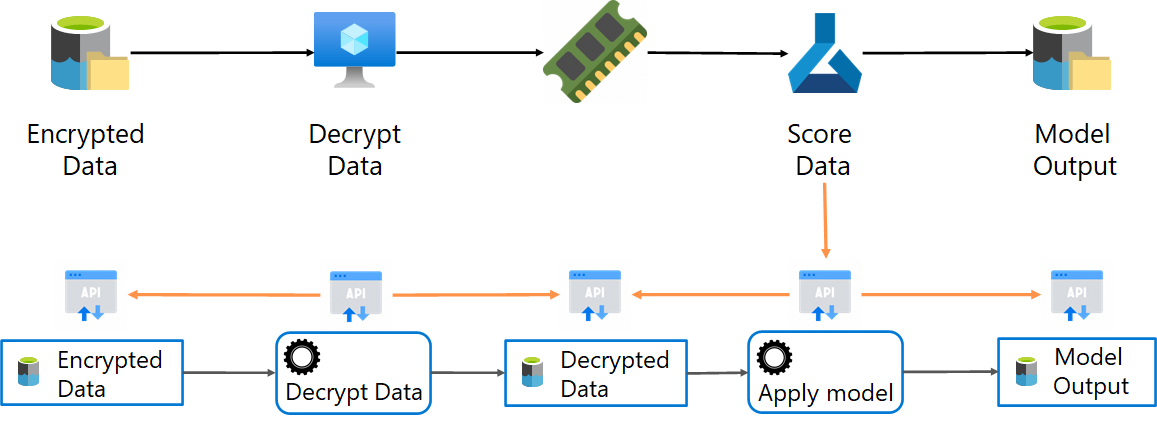 Encrypted
Data
Decrypt
Data
Score
Data
Model
Output
API
API
API
API
API
Encrypted
Data
Decrypt Data
Decrypted
Data
Apply model
Model
Output